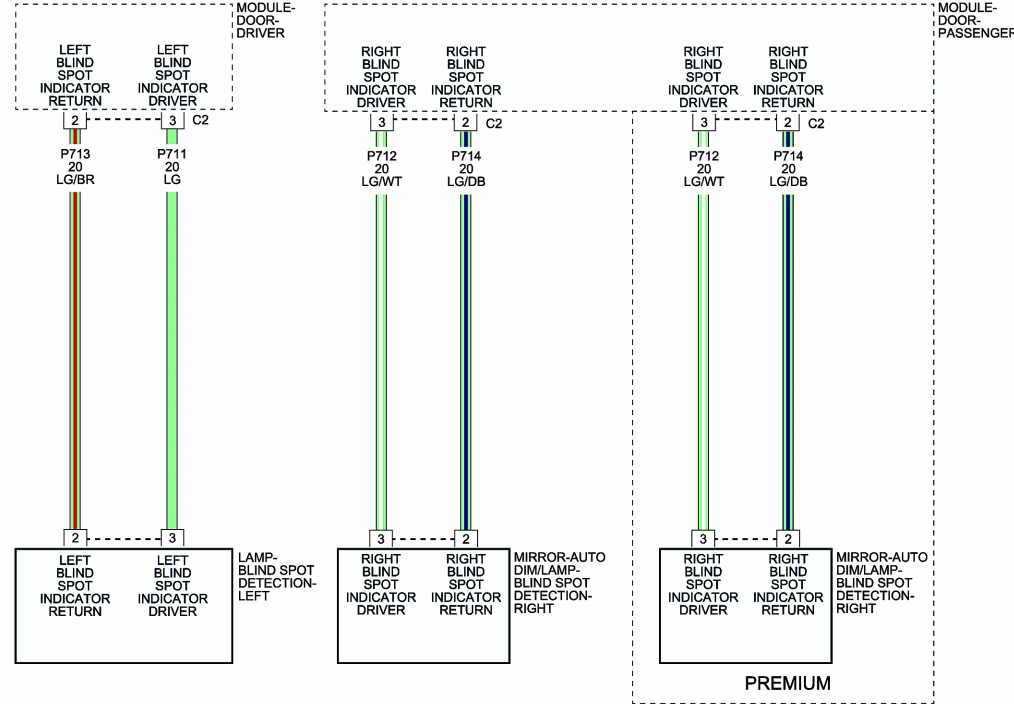 MODULE-
DOOR-
DRIVER
LEFT
BLIND
SPOT
INDICATOR
RETURN
LEFT
BLIND
SPOT
INDICATOR
DRIVER
2
3
C2
P713
20
LG/BR
P711
20
LG
2
3
LEFT
BLIND
SPOT
INDICATOR
RETURN
LEFT
BLIND
SPOT
INDICATOR
DRIVER
LAMP-
BLIND SPOT
DETECTION-
LEFT
MODULE-
DOOR-
PASSENGER
RIGHT
BLIND
SPOT
INDICATOR
DRIVER
RIGHT
BLIND
SPOT
INDICATOR
RETURN
3
2
C2
P712
20
LG/WT
P714
20
LG/DB
3
2
RIGHT
BLIND
SPOT
INDICATOR
DRIVER
RIGHT
BLIND
SPOT
INDICATOR
RETURN
MIRROR-AUTO
DIM/LAMP-
BLIND SPOT
DETECTION-
RIGHT
RIGHT
BLIND
SPOT
INDICATOR
DRIVER
RIGHT
BLIND
SPOT
INDICATOR
RETURN
3
2
C2
P712
20
LG/WT
P714
20
LG/DB
3
2
RIGHT
BLIND
SPOT
INDICATOR
DRIVER
RIGHT
BLIND
SPOT
INDICATOR
RETURN
MIRROR-AUTO
DIM/LAMP-
BLIND SPOT
DETECTION-
RIGHT
PREMIUM